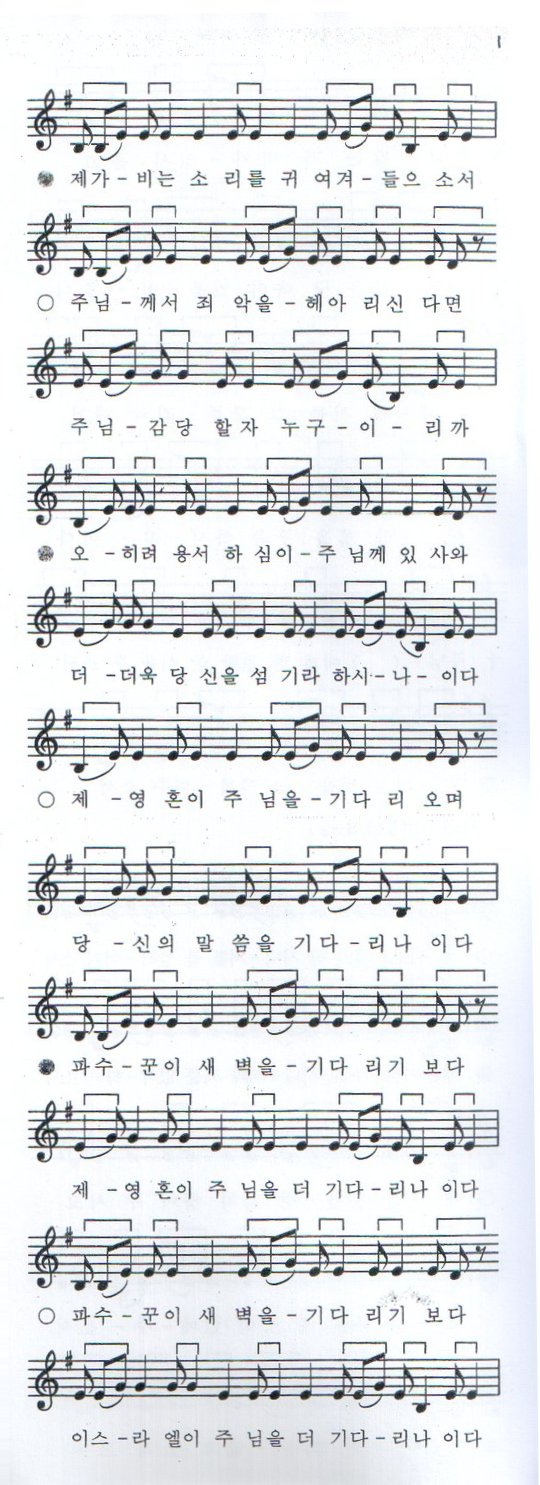 제가-비는 소 리를 귀 여겨-들으 소서
주님-께서 죄 악을-헤아 리신 다면
주님-감당 할자 누구-이- 리까
오-히려 용서 하 심이-주 님께 있 사와
더 -더욱 당 신을 섬 기라 하시-나- 이다
제 -영 혼이 주 님을-기다 리 오며
당 -신의 말 씀을 기다-리나 이다
파수-꾼이 새 벽을-기다 리기 보다
제 -영 혼이 주 님을 더 기다-리나 이다
파수- 꾼이 새 벽을-기다 리기 보다
이스-라 엘이 주 님을 더 기다-리나 이다